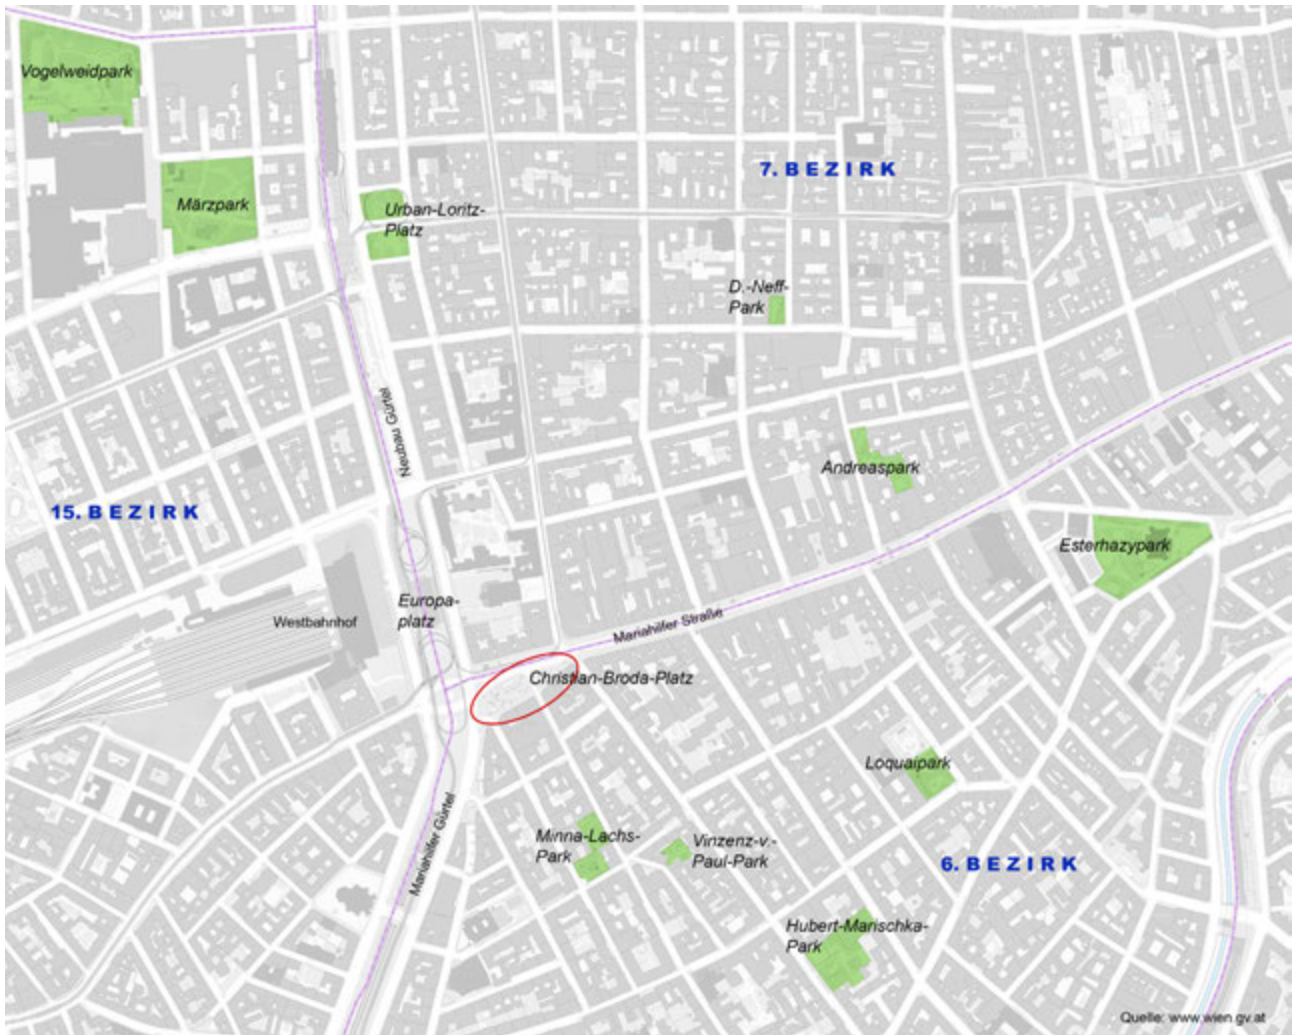 Vogelweidpark
7. BEZIRK
Märzpark
Urban-Loritz-
Platz
D.-Neff-
Park
Neubau Gürtel
Andreaspark
15. BEZIRK
Esterhazypark
Europa-
platz
Westbahnhof
Mariahilfer Straße
Christian-Broda-Platz
Loquaipark
Mariahilfer Gürtel
Minna-Lachs-
Park
Vinzenz-v.-
Paul-Park
6. BEZIRK
Hubert-Marischka-
Park
Quelle: www.wien.gv.at